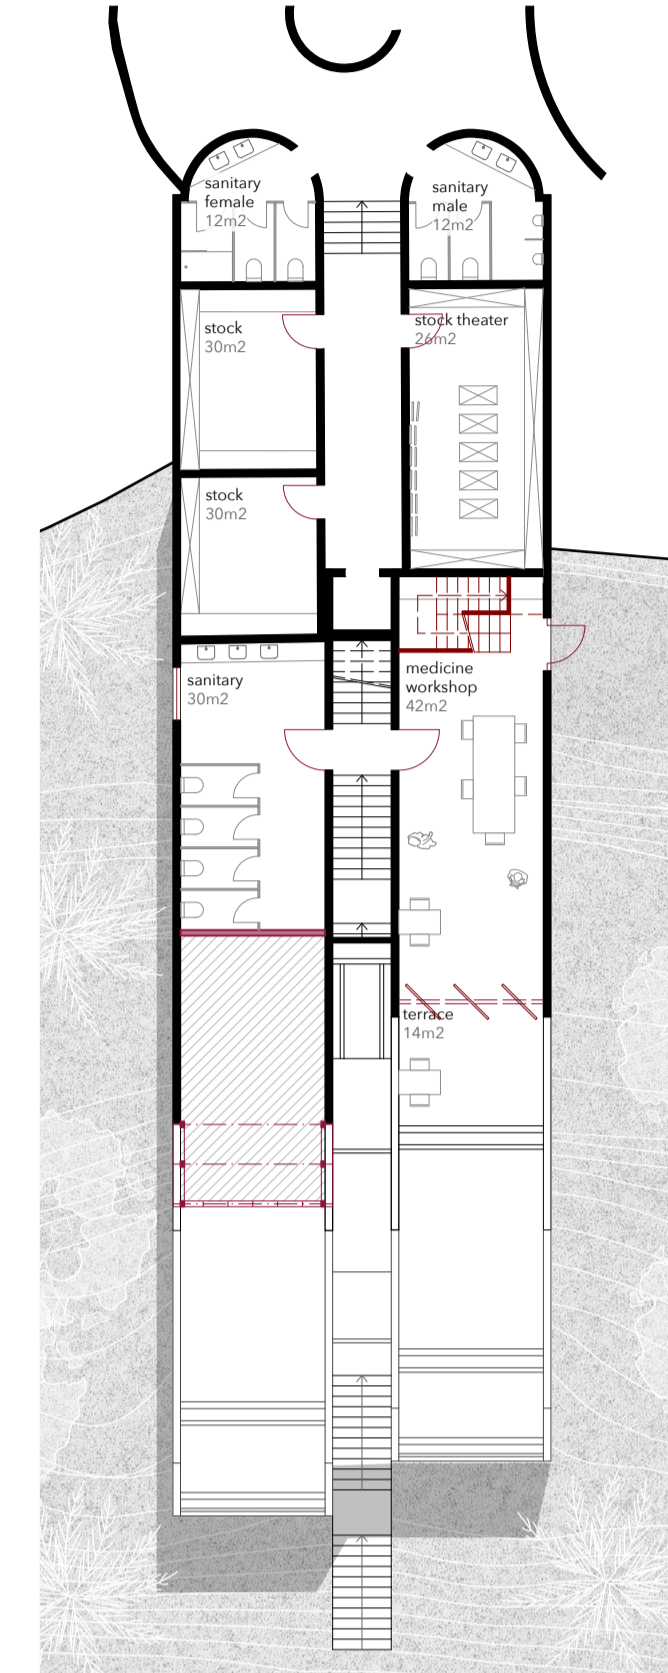 sanitary
female
12m2
sanitary
male
12m2
stock
30m2
stock theater
26m2
stock
30m2
sanitary
30m2
medicine
workshop
42m2
terrace
14m2